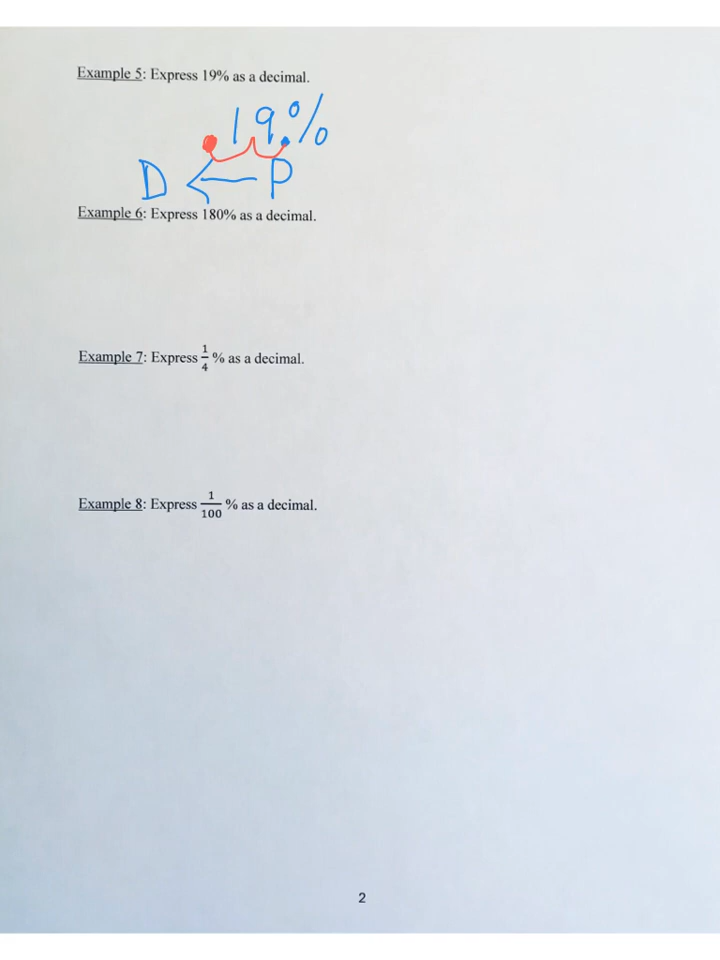 Example 5: Express 19% as a decimal.
.19.%
D ← P
Example 6: Express 180% as a decimal.
Example 7: Express 1/4 % as a decimal.
Example 8: Express 1/100 % as a decimal.
2